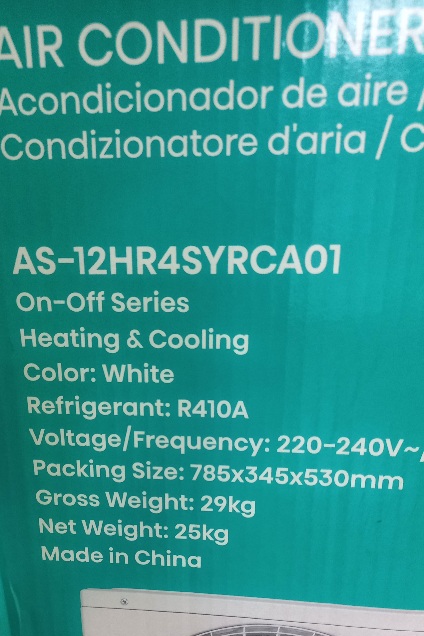 AIR CONDITIONER
Acondicionador de aire /
Condizionatore d'aria / C
AS-12HR4SYRCA01
On-Off Series
Heating & Cooling
Color: White
Refrigerant: R410A
Voltage/Frequency: 220-240V~/
Packing Size: 785x345x530mm
Gross Weight: 29kg
Net Weight: 25kg
Made in China